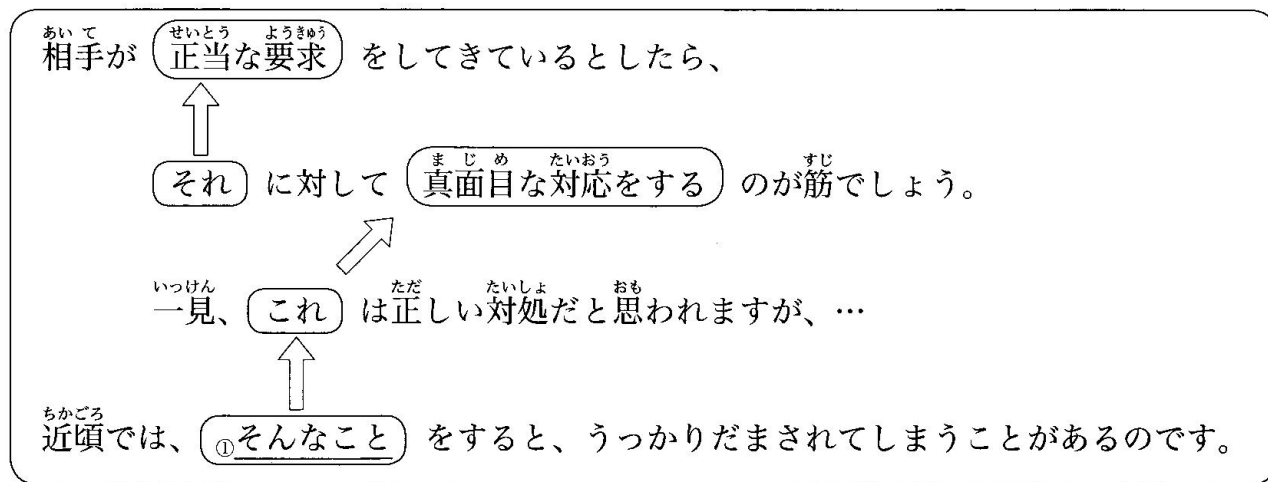 相手が 正当な要求 をしてきているとしたら、
それ に対して 真面目な対応をする のが筋でしょう。
一見、 これ は正しい対処だと思われますが、…
近頃では、 ①そんなこと をすると、うっかりだまされてしまうことがあるのです。